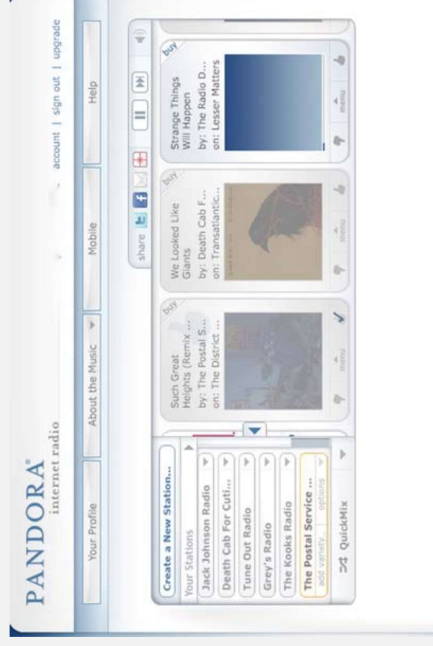 PANDORA®
internet radio
account | sign out | upgrade
Your Profile
About the Music
Mobile
Help
share
Create a New Station...
Your Stations
Jack Johnson Radio
Death Cab For Cuti...
Tune Out Radio
Grey's Radio
The Kooks Radio
The Postal Service ...
add variety... options
QuickMix
buy
Such Great
Heights (Remix ...
by: The Postal S...
on: The District ...
menu
buy
We Looked Like
Giants
by: Death Cab F...
on: Transatlantic...
menu
buy
Strange Things
Will Happen
by: The Radio D...
on: Lesser Matters
menu